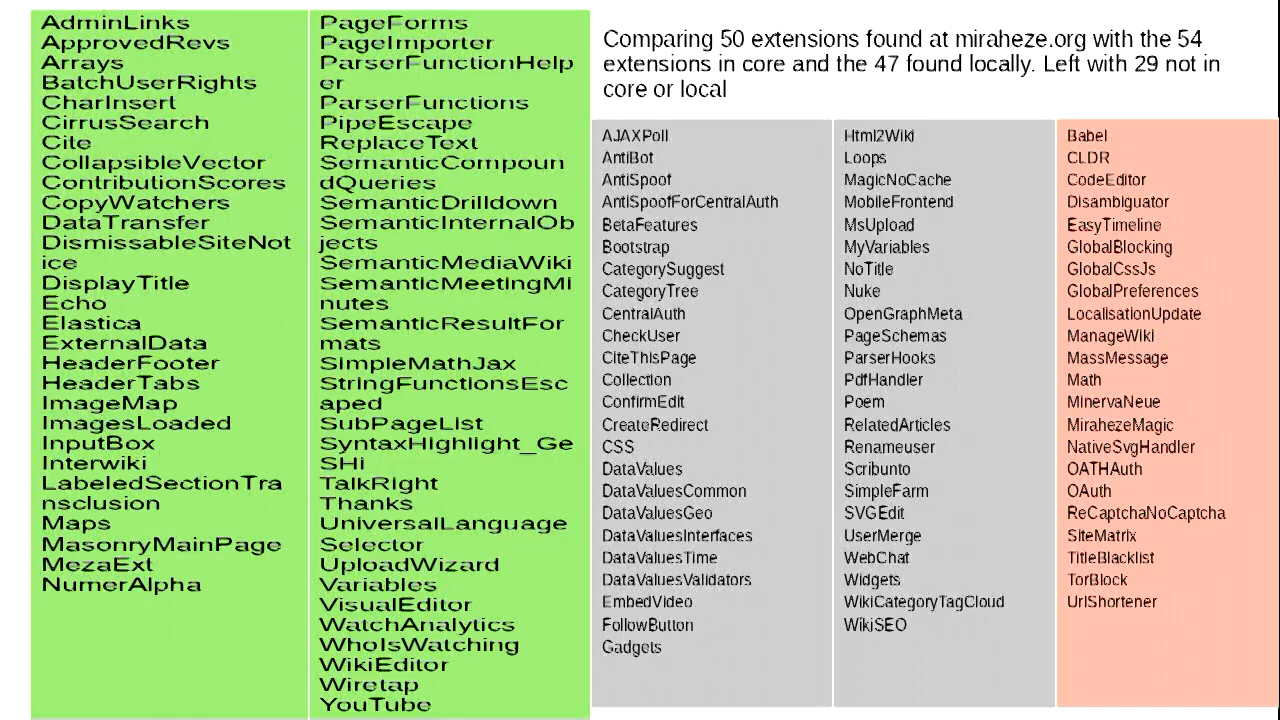 AdminLinks
ApprovedRevs
Arrays
BatchUserRights
CharInsert
CirrusSearch
Cite
CollapsibleVector
ContributionScores
CopyWatchers
DataTransfer
DismissableSiteNot
ice
DisplayTitle
Echo
Elastica
ExternalData
HeaderFooter
HeaderTabs
ImageMap
ImagesLoaded
InputBox
Interwiki
LabeledSectionTra
nsclusion
Maps
MasonryMainPage
MezaExt
NumerAlpha
PageForms
PageImporter
ParserFunctionHelp
er
ParserFunctions
PipeEscape
ReplaceText
SemanticCompoun
dQueries
SemanticDrilldown
SemanticInternalOb
jects
SemanticMediaWiki
SemanticMeetingMi
nutes
SemanticResultFor
mats
SimpleMathJax
StringFunctionsEsc
aped
SubPageList
SyntaxHighlight_Ge
SHi
TalkRight
Thanks
UniversalLanguage
Selector
UploadWizard
Variables
VisualEditor
WatchAnalytics
WhoIsWatching
WikiEditor
Wiretap
YouTube
Comparing 50 extensions found at miraheze.org with the 54
extensions in core and the 47 found locally. Left with 29 not in
core or local
AJAXPoll
AntiBot
AntiSpoof
AntiSpoofForCentralAuth
BetaFeatures
Bootstrap
CategorySuggest
CategoryTree
CentralAuth
CheckUser
CiteThisPage
Collection
ConfirmEdit
CreateRedirect
CSS
DataValues
DataValuesCommon
DataValuesGeo
DataValuesInterfaces
DataValuesTime
DataValuesValidators
EmbedVideo
FollowButton
Gadgets
Html2Wiki
Loops
MagicNoCache
MobileFrontend
MsUpload
MyVariables
NoTitle
Nuke
OpenGraphMeta
PageSchemas
ParserHooks
PdfHandler
Poem
RelatedArticles
Renameuser
Scribunto
SimpleFarm
SVGEdit
UserMerge
WebChat
Widgets
WikiCategoryTagCloud
WikiSEO
Babel
CLDR
CodeEditor
Disambiguator
EasyTimeline
GlobalBlocking
GlobalCssJs
GlobalPreferences
LocalisationUpdate
ManageWiki
MassMessage
Math
MinervaNeue
MirahezeMagic
NativeSvgHandler
OATHAuth
OAuth
ReCaptchaNoCaptcha
SiteMatrix
TitleBlacklist
TorBlock
UrlShortener